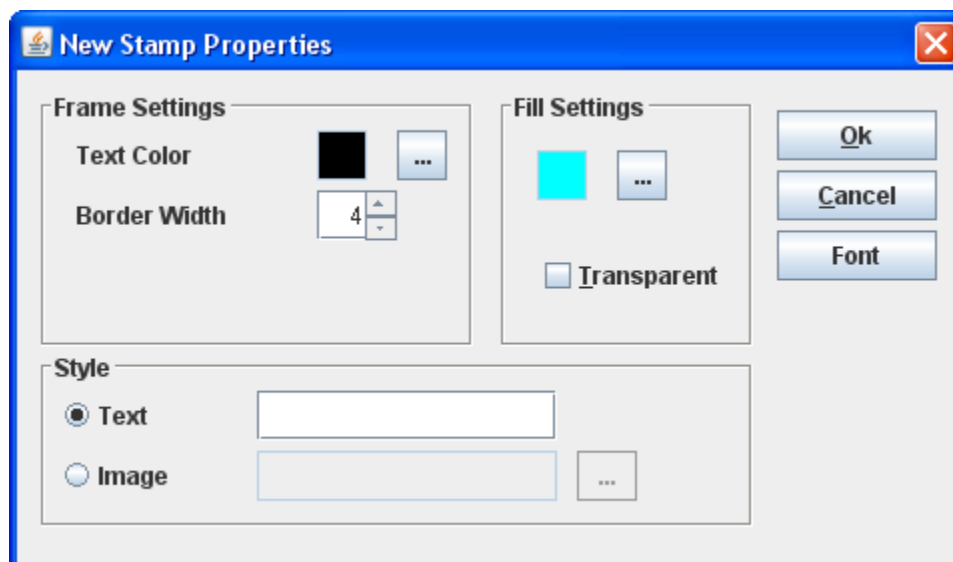 New Stamp Properties
Frame Settings
Text Color
...
Border Width
4
Fill Settings
...
Transparent
Ok
Cancel
Font
Style
Text
Image
...